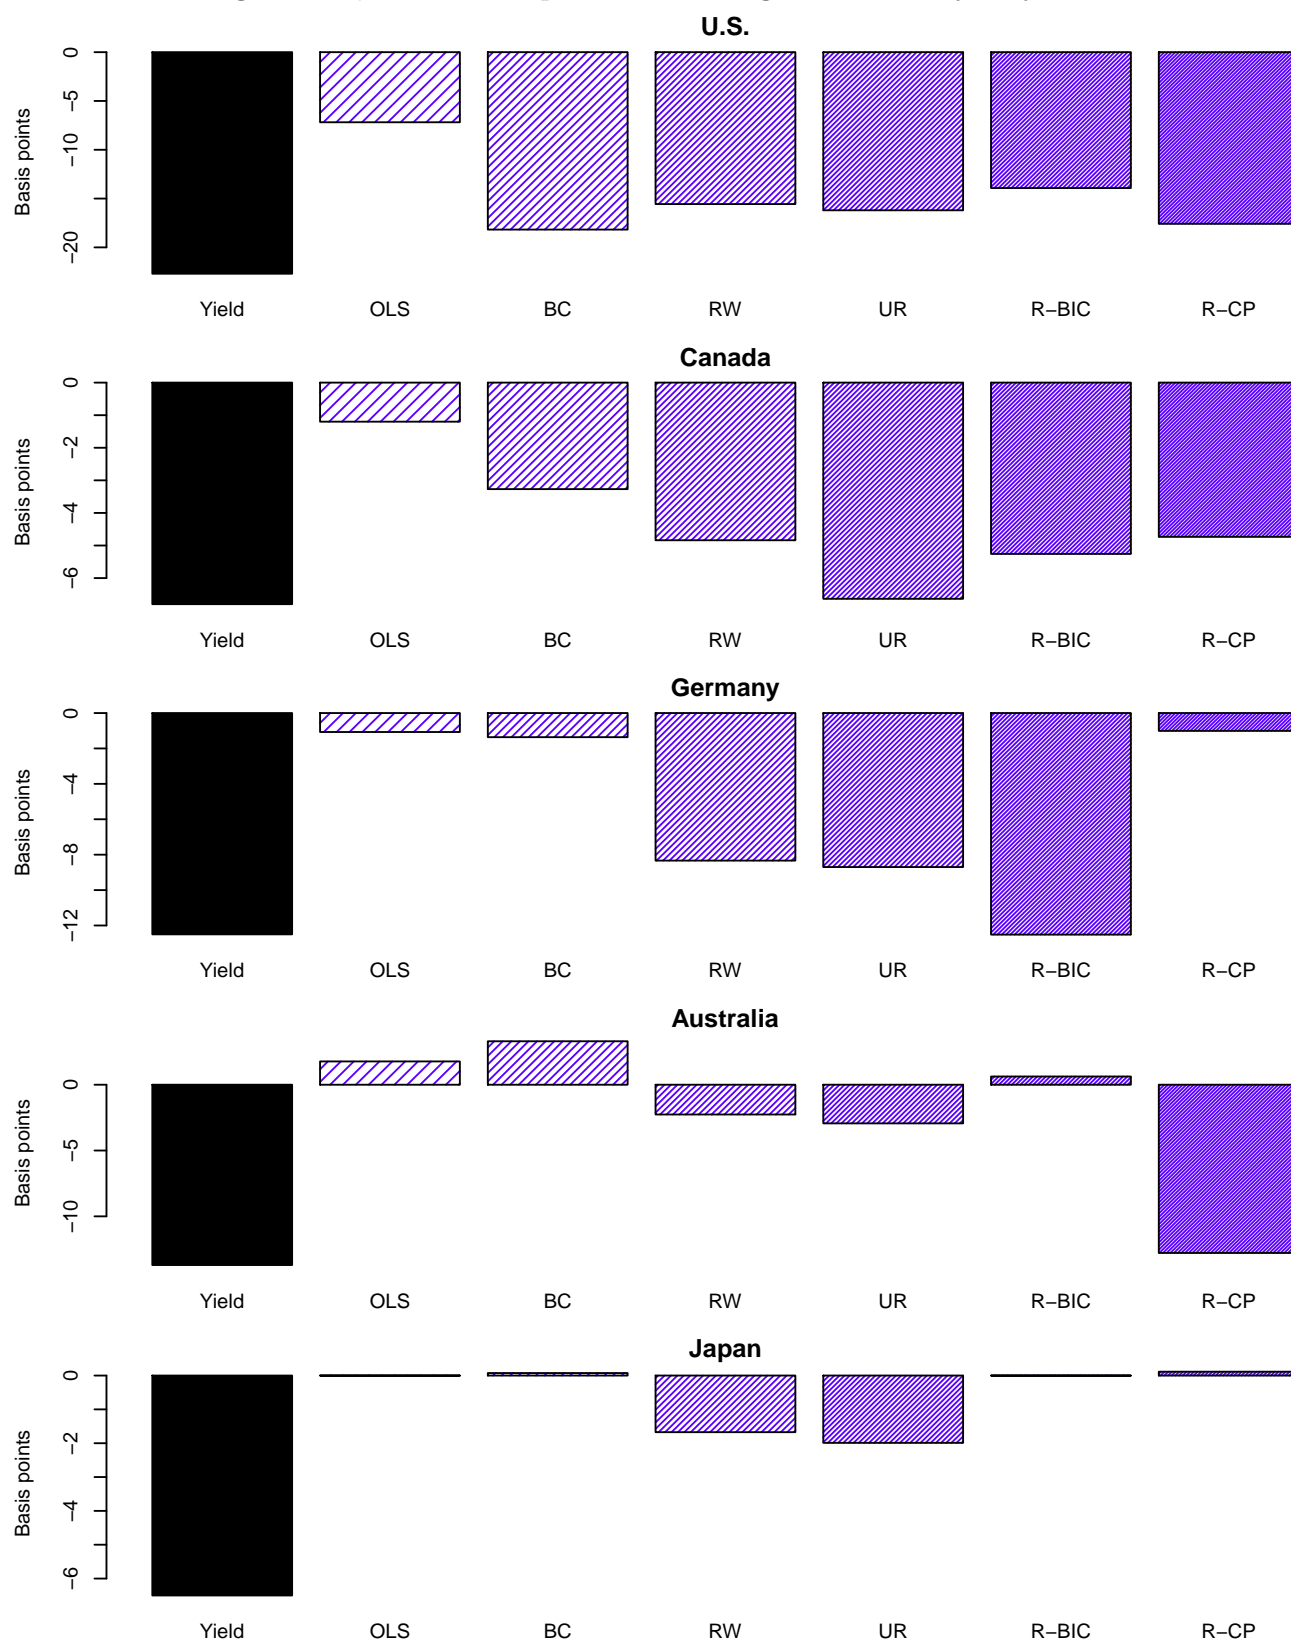 U.S.
Basis points
0
−5
−10
−20
Yield OLS BC RW UR R−BIC R−CP
Canada
Basis points
0
−2
−4
−6
Yield OLS BC RW UR R−BIC R−CP
Germany
Basis points
0
−4
−8
−12
Yield OLS BC RW UR R−BIC R−CP
Australia
Basis points
0
−5
−10
Yield OLS BC RW UR R−BIC R−CP
Japan
Basis points
0
−2
−4
−6
Yield OLS BC RW UR R−BIC R−CP